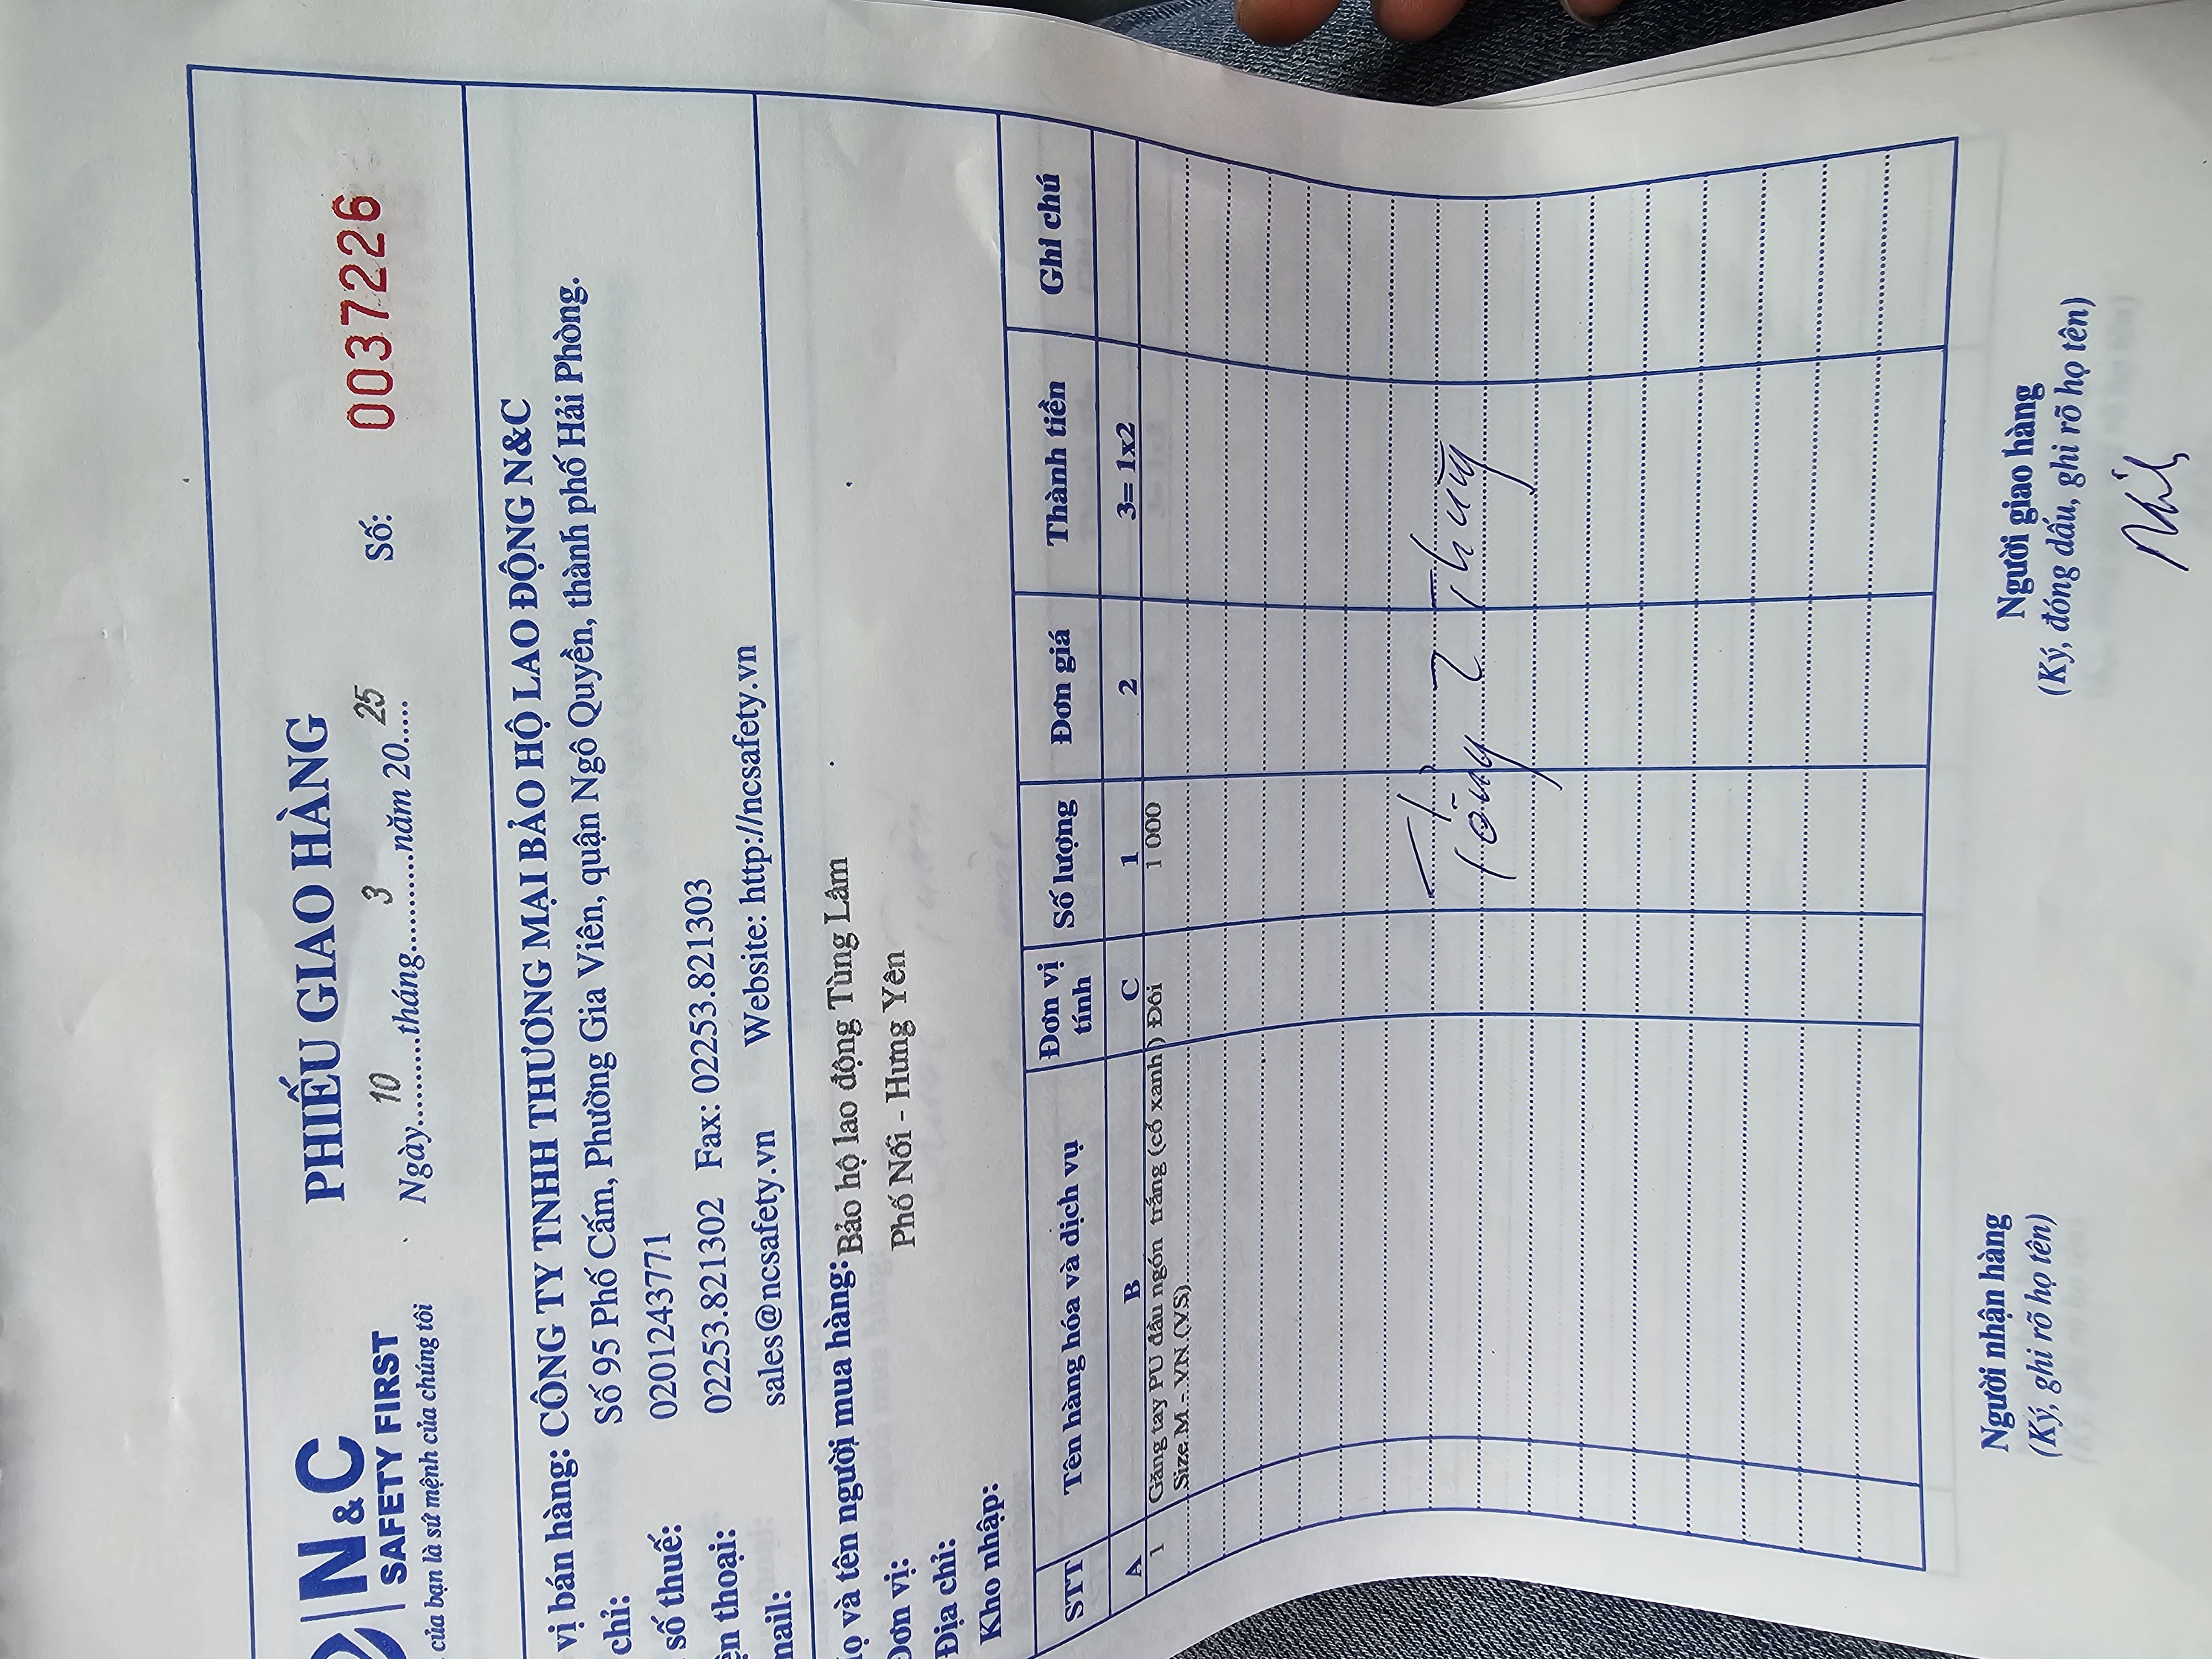 N&C
SAFETY FIRST
của bạn là sứ mệnh của chúng tôi
PHIẾU GIAO HÀNG
Ngày 10 tháng 3 năm 20 25
Số: 0037226
vị bán hàng: CÔNG TY TNHH THƯƠNG MẠI BẢO HỘ LAO ĐỘNG N&C
chỉ: Số 95 Phố Cấm, Phường Gia Viên, quận Ngô Quyền, thành phố Hải Phòng.
số thuế: 0201243771
ện thoại: 02253.821302 Fax: 02253.821303
mail: sales@ncsafety.vn Website: http://ncsafety.vn
ọ và tên người mua hàng: Bảo hộ lao động Tùng Lâm
Đơn vị: Phố Nối - Hưng Yên
Địa chỉ:
Kho nhập:
STT Tên hàng hóa và dịch vụ Đơn vị tính Số lượng Đơn giá Thành tiền Ghi chú
A B C 1 2 3= 1x2
1 Găng tay PU đầu ngón trắng (cổ xanh ) Đôi 1 000
Size M - VN (VS)
Tổng 2 Thùng
Người nhận hàng Người giao hàng
(Ký, ghi rõ họ tên) (Ký, đóng dấu, ghi rõ họ tên)